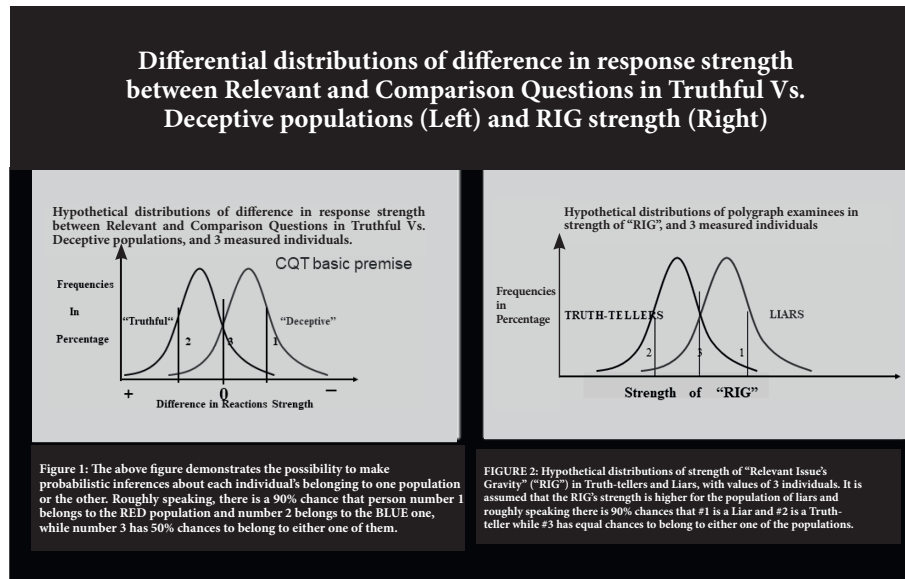 Differential distributions of difference in response strength
between Relevant and Comparison Questions in Truthful Vs.
Deceptive populations (Left) and RIG strength (Right)
Hypothetical distributions of difference in response strength
between Relevant and Comparison Questions in Truthful Vs.
Deceptive populations, and 3 measured individuals.
CQT basic premise
Frequencies
In
Percentage
“Truthful“
“Deceptive”
2
3
1
+
0
–
Difference in Reactions Strength
Figure 1: The above figure demonstrates the possibility to make
probabilistic inferences about each individual’s belonging to one population
or the other. Roughly speaking, there is a 90% chance that person number 1
belongs to the RED population and number 2 belongs to the BLUE one,
while number 3 has 50% chances to belong to either one of them.
Hypothetical distributions of polygraph examinees in
strength of “RIG”, and 3 measured individuals
Frequencies
in
Percentage
TRUTH-TELLERS
LIARS
2
3
1
Strength of “RIG”
FIGURE 2: Hypothetical distributions of strength of “Relevant Issue’s
Gravity” (“RIG”) in Truth-tellers and Liars, with values of 3 individuals. It is
assumed that the RIG’s strength is higher for the population of liars and
roughly speaking there is 90% chances that #1 is a Liar and #2 is a Truth-
teller while #3 has equal chances to belong to either one of the populations.